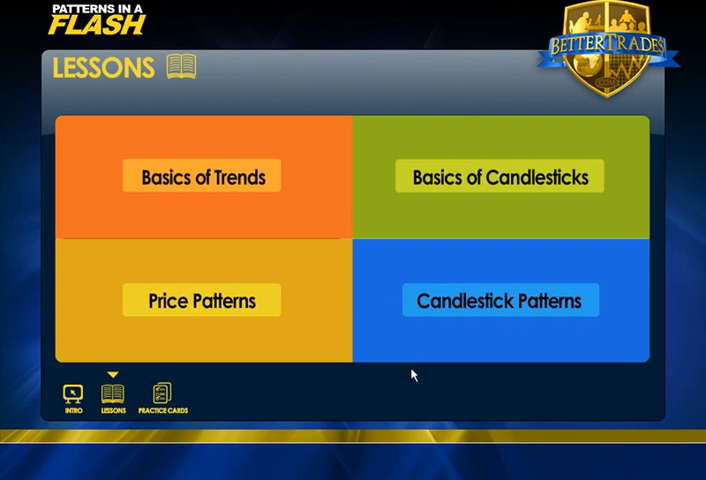 PATTERNS IN A
FLASH
BETTERTRADES
LESSONS
Basics of Trends
Basics of Candlesticks
Price Patterns
Candlestick Patterns
INTRO
LESSONS
PRACTICE CARDS